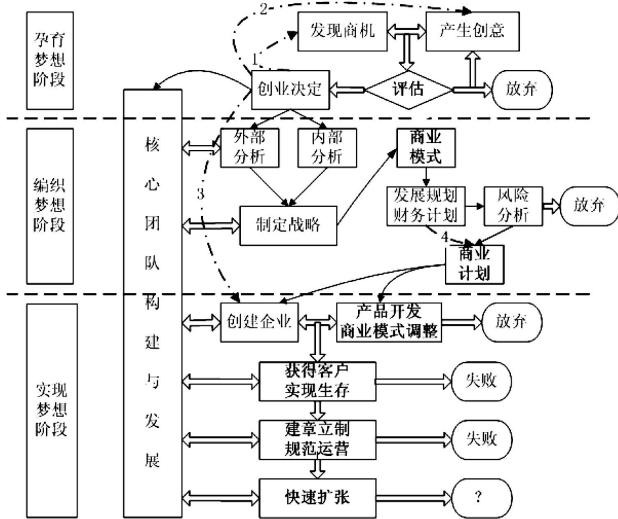 孕育
梦想
阶段
2
发现商机
产生创意
1
创业决定
评估
放弃
核
心
团
队
构
建
与
发
展
编织
梦想
阶段
外部
分析
内部
分析
商业
模式
3
制定战略
发展规划
财务计划
风险
分析
放弃
4
商业
计划
实现
梦想
阶段
创建企业
产品开发
商业模式调整
放弃
获得客户
实现生存
失败
建章立制
规范运营
失败
快速扩张
?